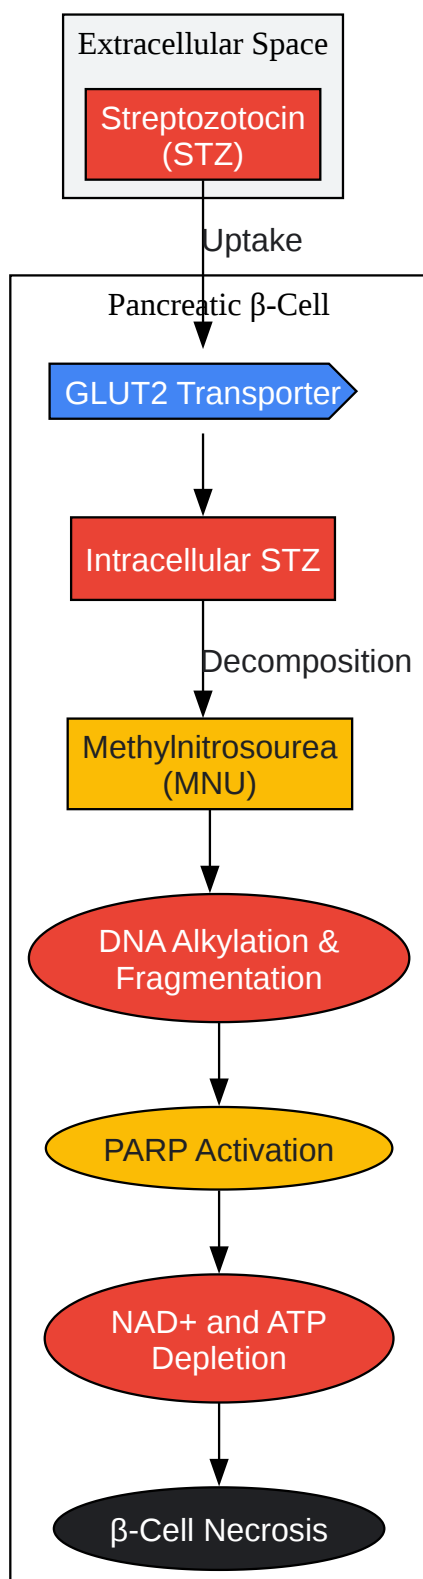 Extracellular Space
Streptozotocin
(STZ)
Uptake
Pancreatic β-Cell
GLUT2 Transporter
Intracellular STZ
Decomposition
Methylnitrosourea
(MNU)
DNA Alkylation &
Fragmentation
PARP Activation
NAD+ and ATP
Depletion
β-Cell Necrosis